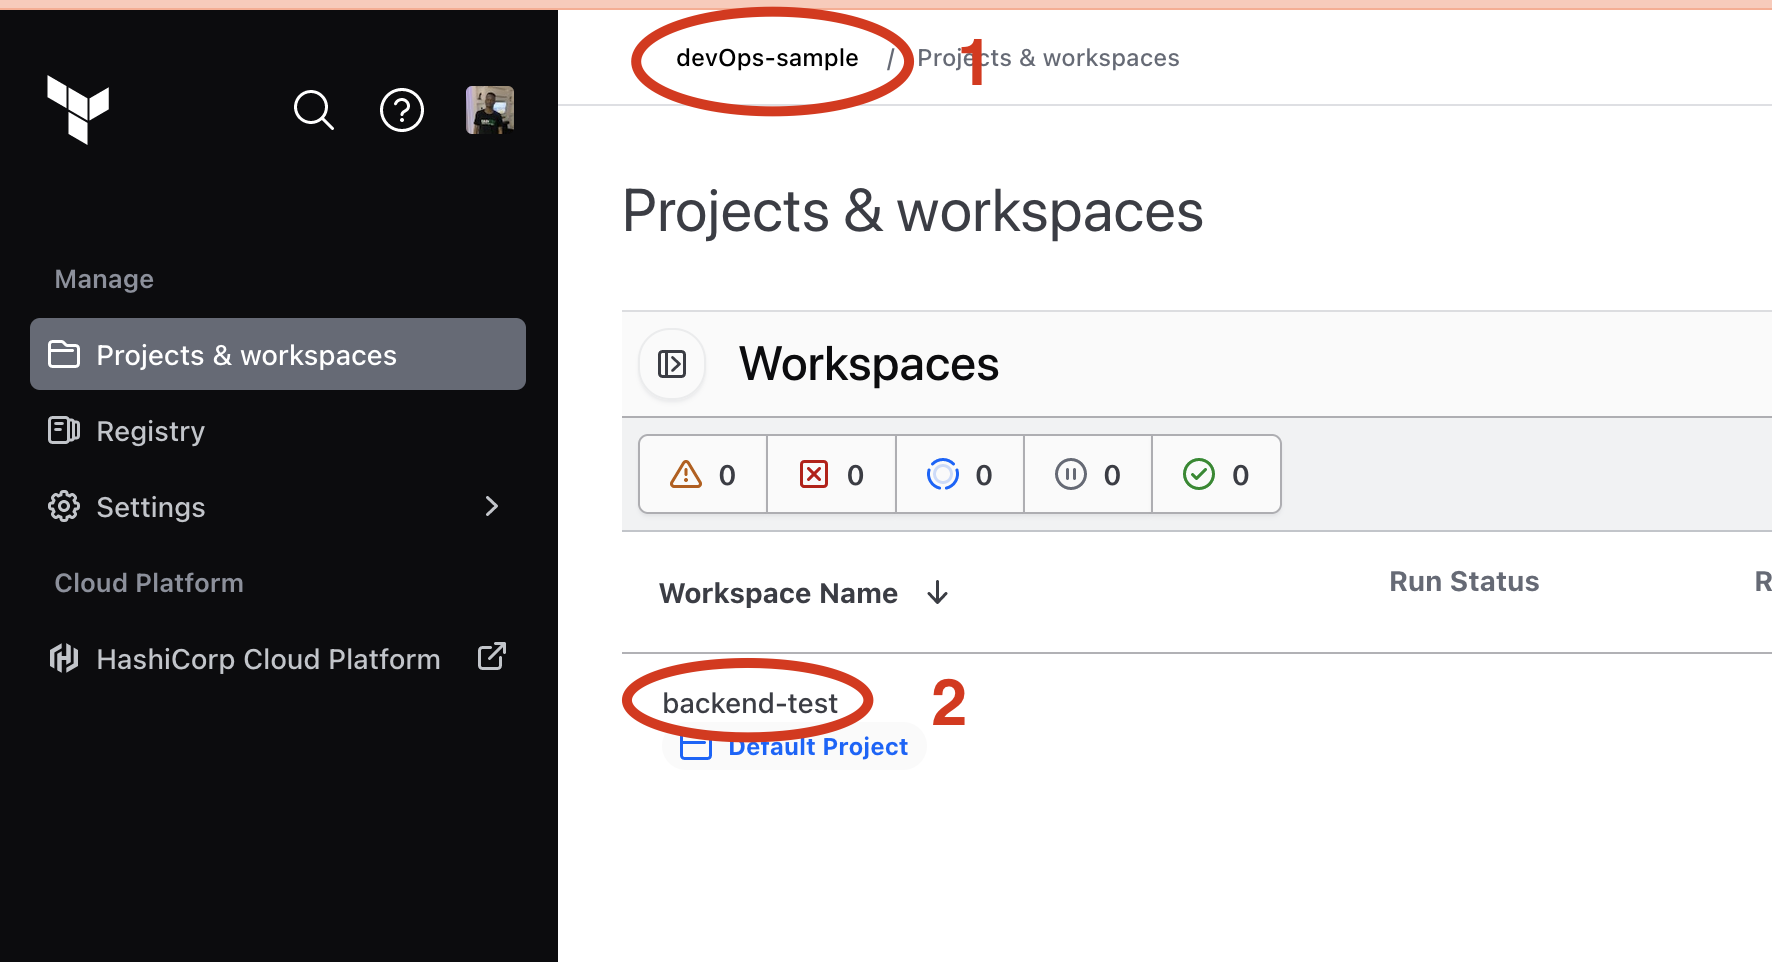 devOps-sample / Projects & workspaces
1
Projects & workspaces
Manage
Projects & workspaces
Registry
Settings
Cloud Platform
HashiCorp Cloud Platform
Workspaces
0 0 0 0 0
Workspace Name Run Status R
backend-test
2
Default Project